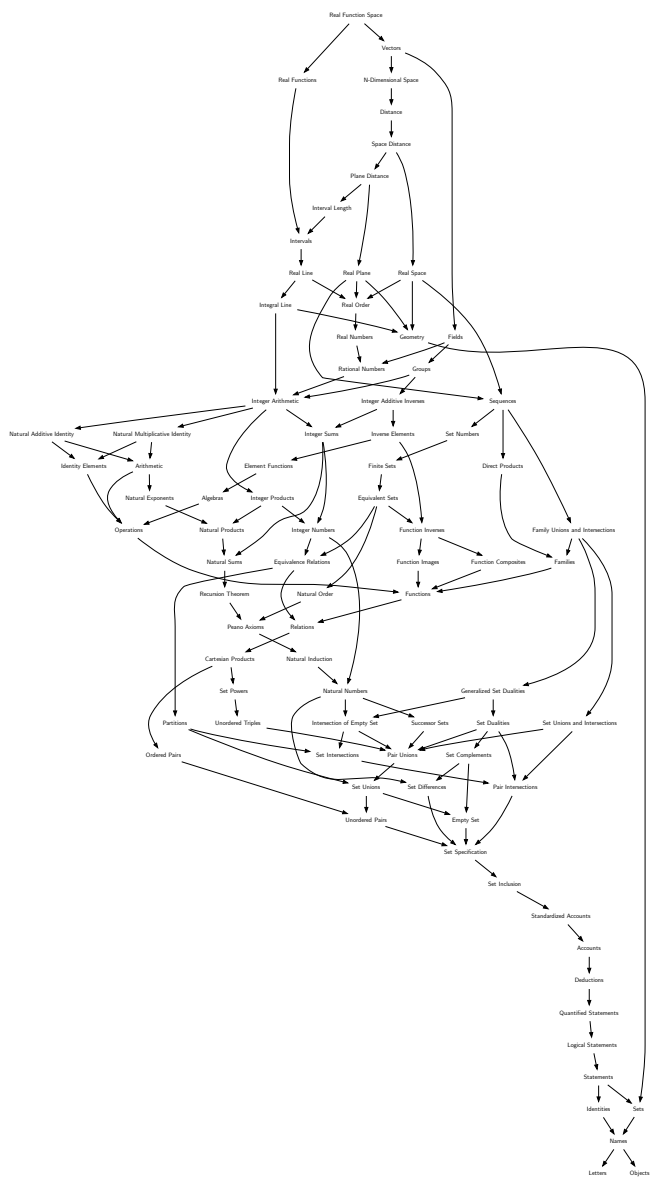 Real Function Space
Vectors
Real Functions
N-Dimensional Space
Distance
Space Distance
Plane Distance
Interval Length
Intervals
Real Line
Real Plane
Real Space
Integral Line
Real Order
Real Numbers
Geometry
Fields
Rational Numbers
Groups
Integer Arithmetic
Integer Additive Inverses
Sequences
Natural Additive Identity
Natural Multiplicative Identity
Integer Sums
Inverse Elements
Set Numbers
Identity Elements
Arithmetic
Element Functions
Finite Sets
Direct Products
Natural Exponents
Algebras
Integer Products
Equivalent Sets
Operations
Natural Products
Integer Numbers
Function Inverses
Family Unions and Intersections
Natural Sums
Equivalence Relations
Function Images
Function Composites
Families
Recursion Theorem
Natural Order
Functions
Peano Axioms
Relations
Cartesian Products
Natural Induction
Set Powers
Natural Numbers
Generalized Set Dualities
Partitions
Unordered Triples
Intersection of Empty Set
Successor Sets
Set Dualities
Set Unions and Intersections
Ordered Pairs
Set Intersections
Pair Unions
Set Complements
Set Unions
Set Differences
Pair Intersections
Unordered Pairs
Empty Set
Set Specification
Set Inclusion
Standardized Accounts
Accounts
Deductions
Quantified Statements
Logical Statements
Statements
Identities
Sets
Names
Letters
Objects